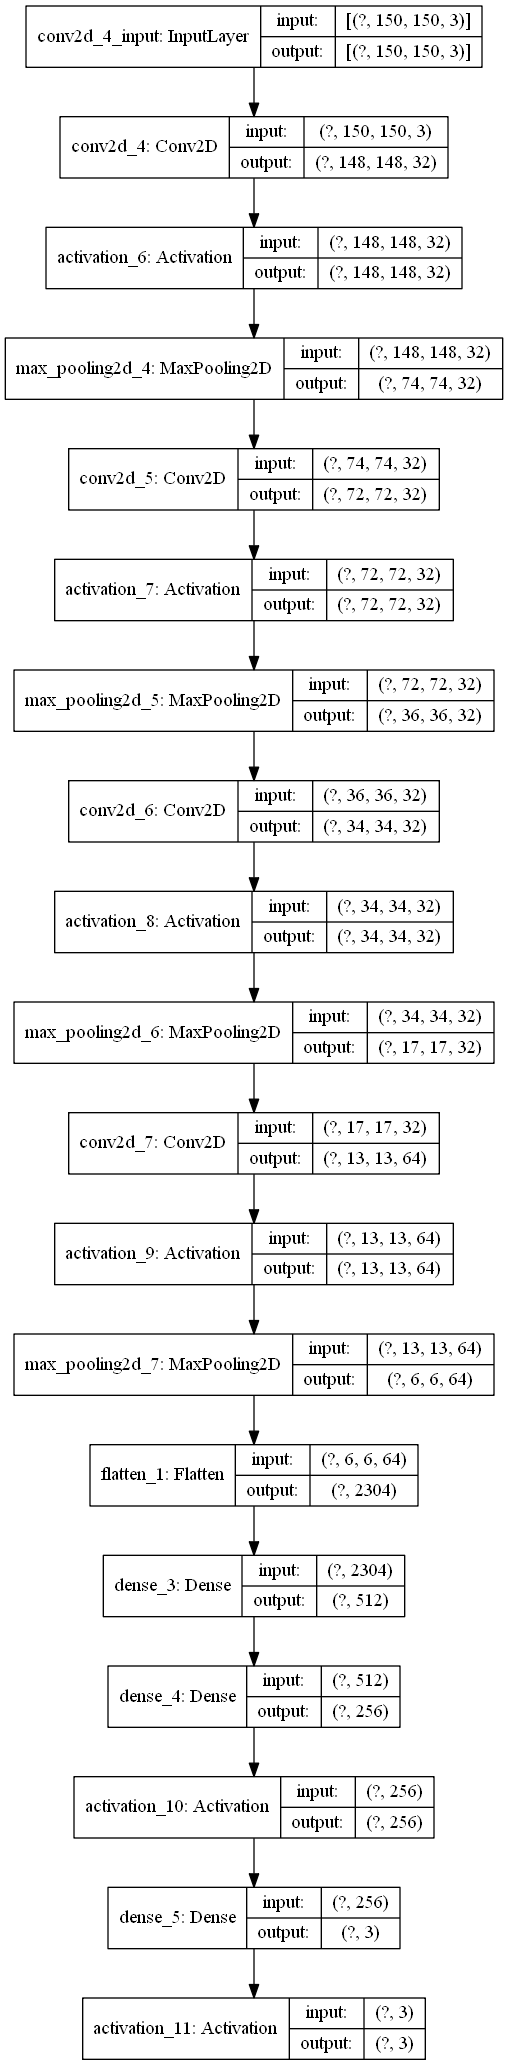 conv2d_4_input: InputLayer
input: [(?, 150, 150, 3)]
output: [(?, 150, 150, 3)]
conv2d_4: Conv2D
input: (?, 150, 150, 3)
output: (?, 148, 148, 32)
activation_6: Activation
input: (?, 148, 148, 32)
output: (?, 148, 148, 32)
max_pooling2d_4: MaxPooling2D
input: (?, 148, 148, 32)
output: (?, 74, 74, 32)
conv2d_5: Conv2D
input: (?, 74, 74, 32)
output: (?, 72, 72, 32)
activation_7: Activation
input: (?, 72, 72, 32)
output: (?, 72, 72, 32)
max_pooling2d_5: MaxPooling2D
input: (?, 72, 72, 32)
output: (?, 36, 36, 32)
conv2d_6: Conv2D
input: (?, 36, 36, 32)
output: (?, 34, 34, 32)
activation_8: Activation
input: (?, 34, 34, 32)
output: (?, 34, 34, 32)
max_pooling2d_6: MaxPooling2D
input: (?, 34, 34, 32)
output: (?, 17, 17, 32)
conv2d_7: Conv2D
input: (?, 17, 17, 32)
output: (?, 13, 13, 64)
activation_9: Activation
input: (?, 13, 13, 64)
output: (?, 13, 13, 64)
max_pooling2d_7: MaxPooling2D
input: (?, 13, 13, 64)
output: (?, 6, 6, 64)
flatten_1: Flatten
input: (?, 6, 6, 64)
output: (?, 2304)
dense_3: Dense
input: (?, 2304)
output: (?, 512)
dense_4: Dense
input: (?, 512)
output: (?, 256)
activation_10: Activation
input: (?, 256)
output: (?, 256)
dense_5: Dense
input: (?, 256)
output: (?, 3)
activation_11: Activation
input: (?, 3)
output: (?, 3)